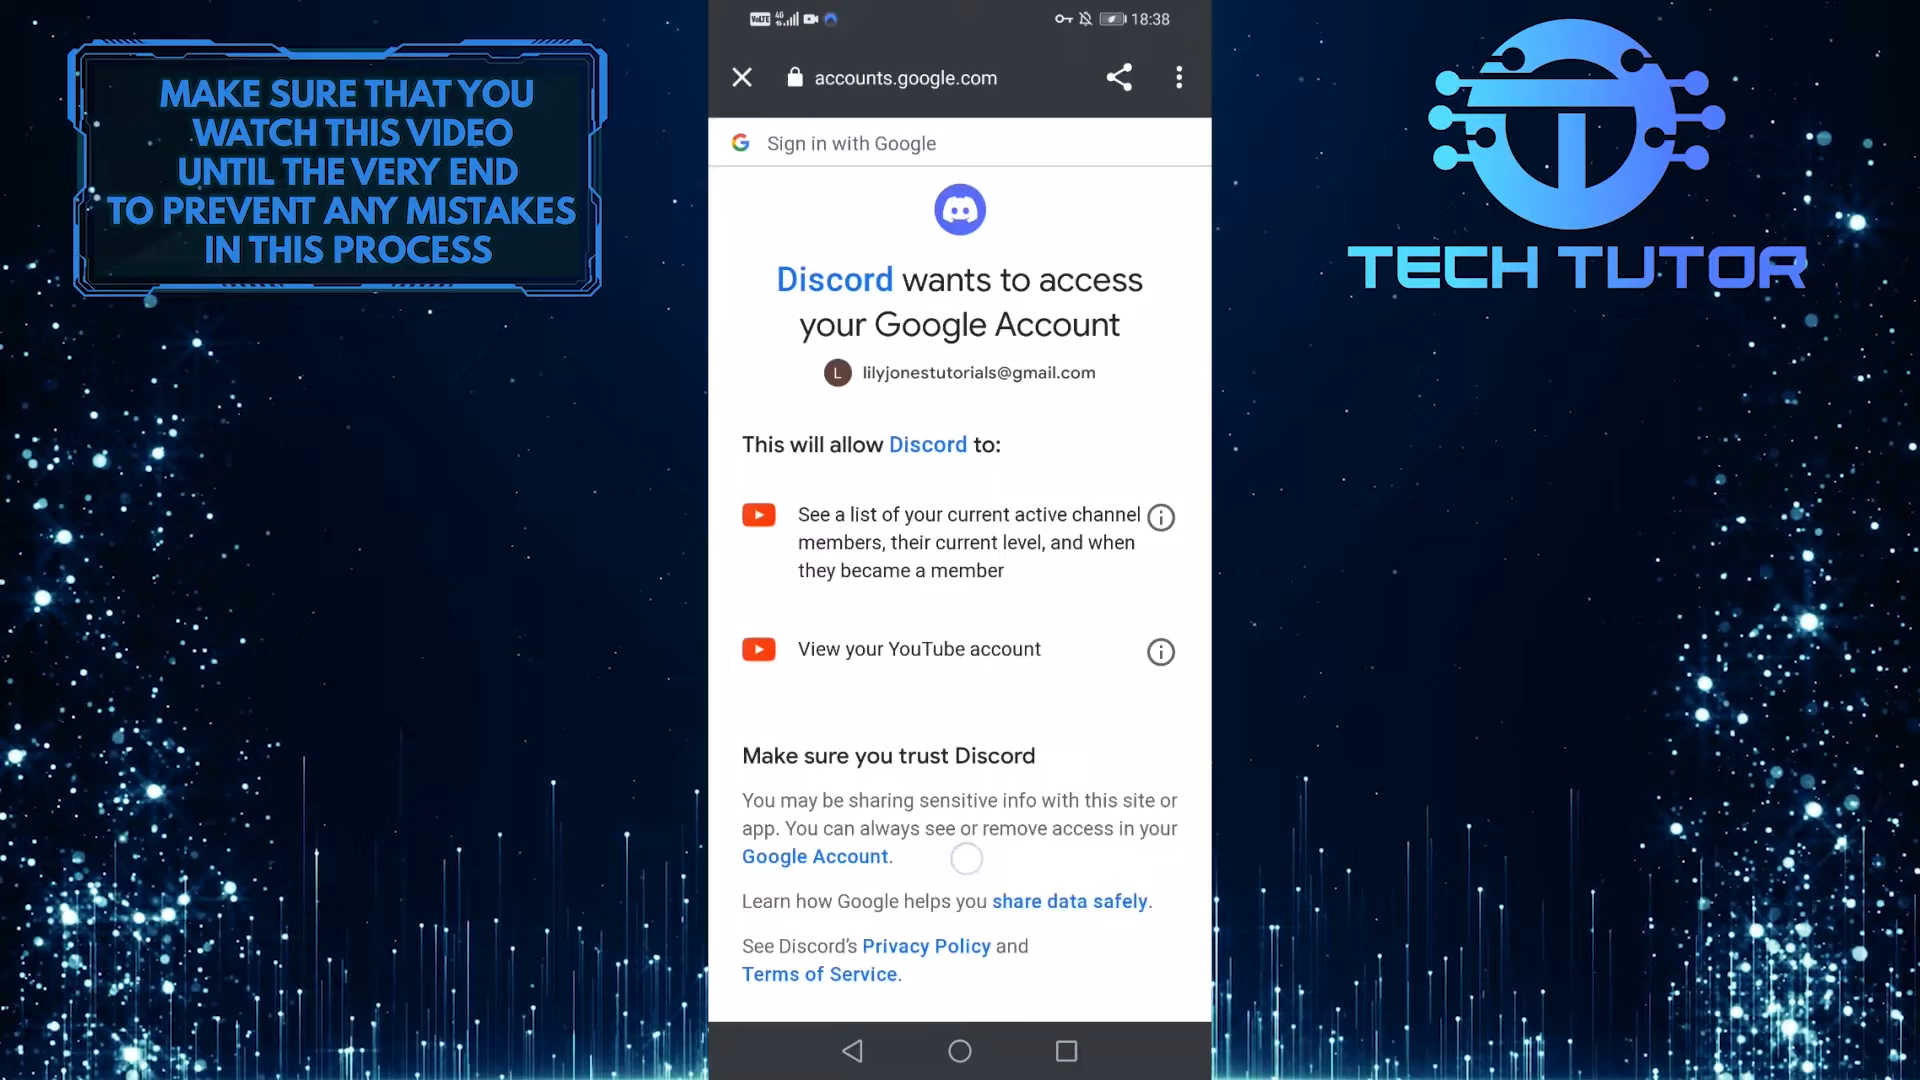 MAKE SURE THAT YOU
WATCH THIS VIDEO
UNTIL THE VERY END
TO PREVENT ANY MISTAKES
IN THIS PROCESS
VoLTE 4G 18:38
accounts.google.com
Sign in with Google
Discord wants to access
your Google Account
L lilyjonestutorials@gmail.com
This will allow Discord to:
See a list of your current active channel
members, their current level, and when
they became a member
View your YouTube account
Make sure you trust Discord
You may be sharing sensitive info with this site or
app. You can always see or remove access in your
Google Account.
Learn how Google helps you share data safely.
See Discord's Privacy Policy and
Terms of Service.
TECH TUTOR